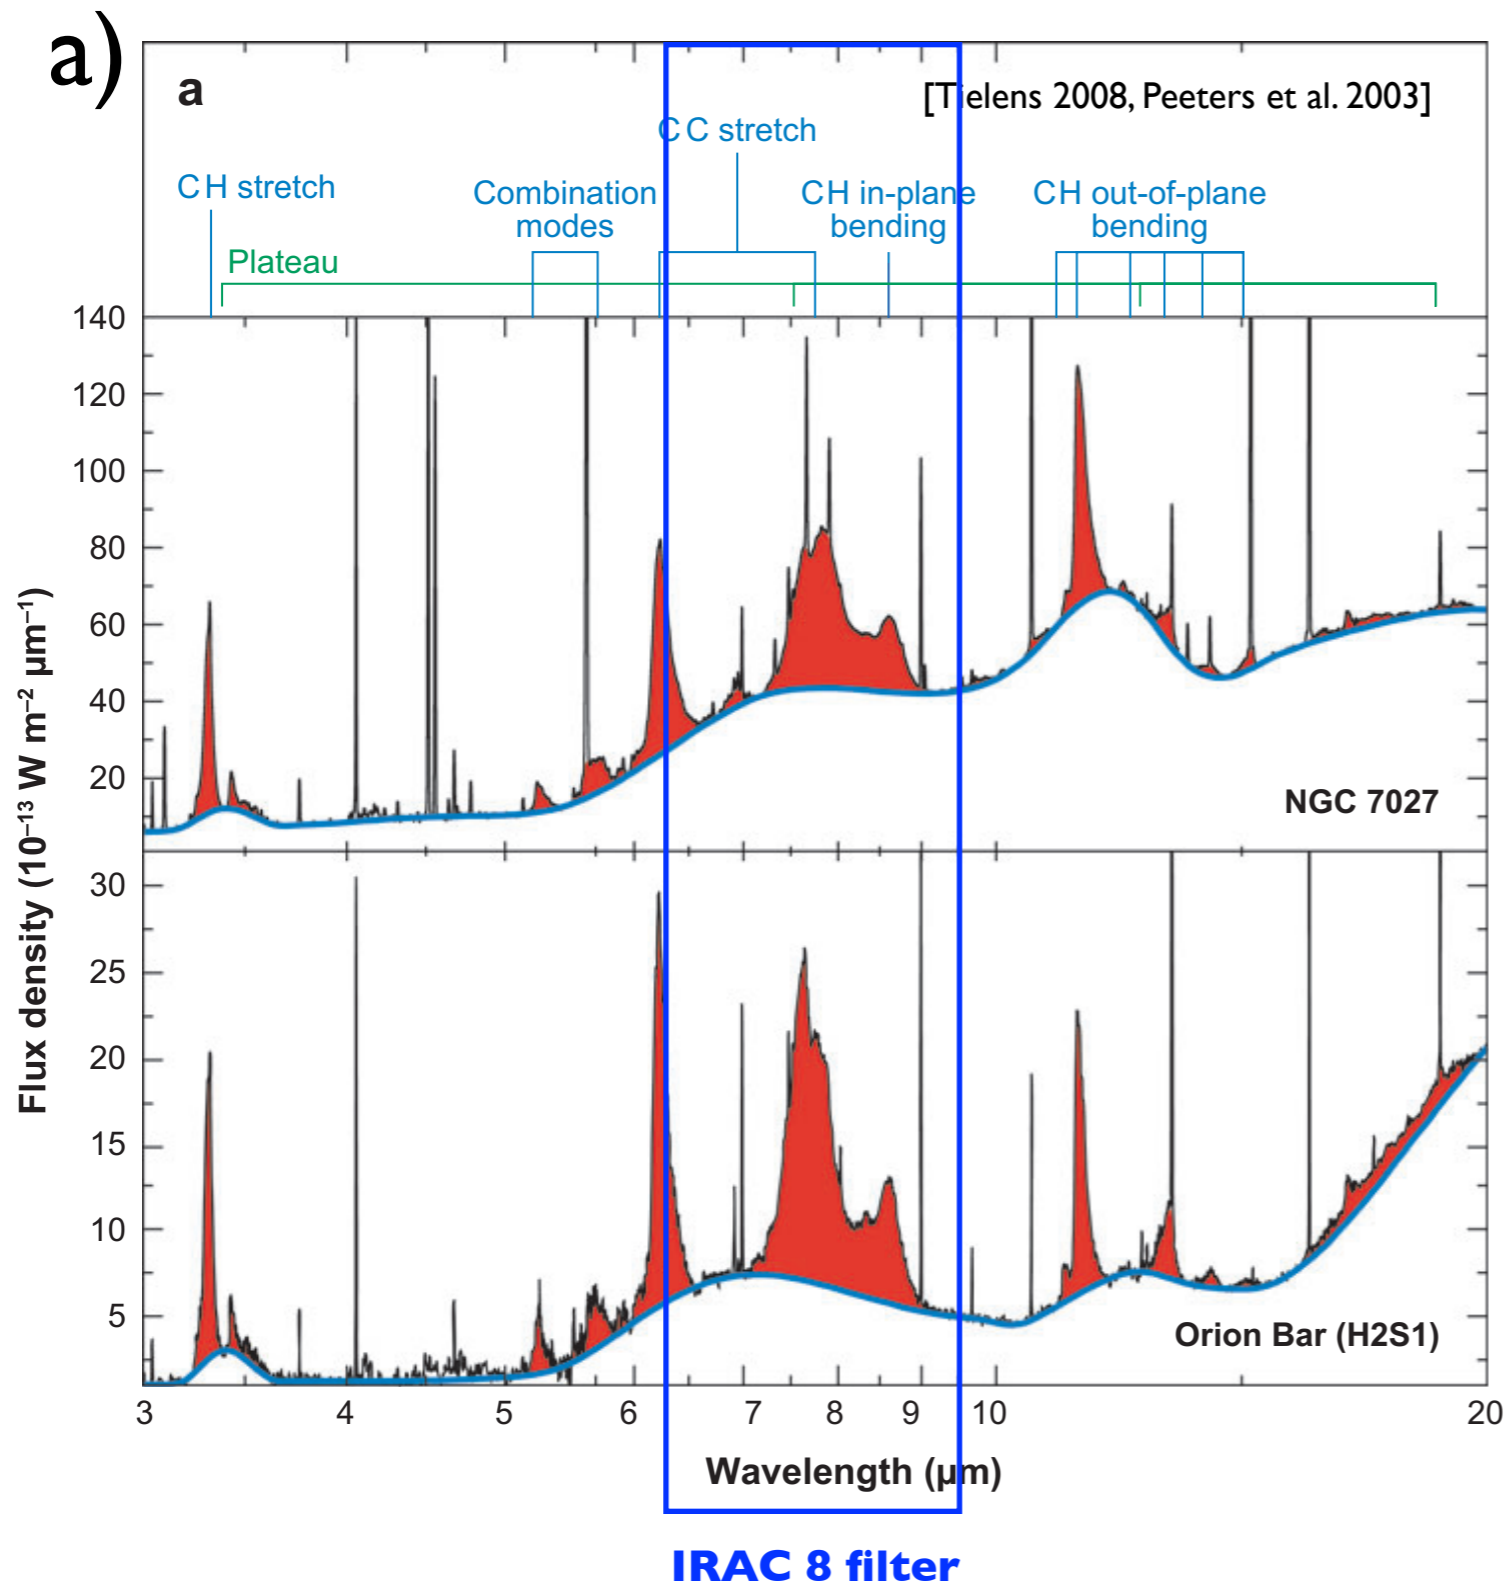 a)
a
[Tielens 2008, Peeters et al. 2003]
CC stretch
CH stretch
Combination
modes
CH in-plane
bending
CH out-of-plane
bending
Plateau
140
120
100
80
60
40
20
NGC 7027
30
25
20
15
10
5
Orion Bar (H2S1)
Flux density (10⁻¹³ W m⁻² µm⁻¹)
3 4 5 6 7 8 9 10 20
Wavelength (µm)
IRAC 8 filter